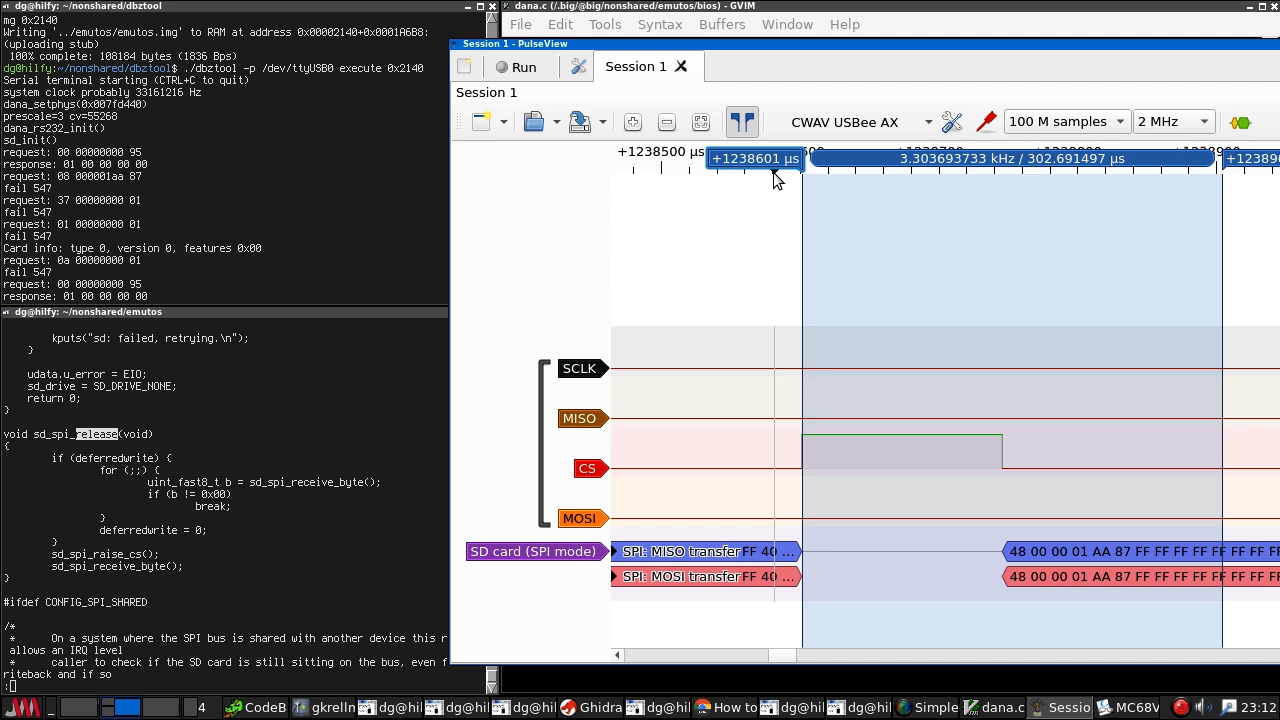 dg@hilfy: ~/nonshared/dbztool
mg 0x2140
Writing '../emutos/emutos.img' to RAM at address 0x00002140+0x0001A6B8:
(uploading stub)
100% complete: 108216 bytes (1836 Bps)
dg@hilfy:~/nonshared/dbztool$ ./dbztool -p /dev/ttyUSB0 execute 0x2140
Serial terminal starting (CTRL+C to quit)
system clock probably 33161216 Hz
dana_setphys(0x007fd440)
prescale=3 cv=55268
dana_rs232_init()
sd_init()
request: 00 00000000 95
response: 01 00 00 00 00
request: 08 000001aa 87
fail 547
request: 37 00000000 01
fail 547
request: 01 00000000 01
fail 547
Card info: type 0, version 0, features 0x00
request: 0a 00000000 01
fail 547
request: 00 00000000 95
response: 01 00 00 00 00
dg@hilfy: ~/nonshared/emutos
kputs("sd: failed, retrying.\n");
}
udata.u_error = EIO;
sd_drive = SD_DRIVE_NONE;
return 0;
}
void sd_spi_release(void)
{
if (deferredwrite) {
for (;;) {
uint_fast8_t b = sd_spi_receive_byte();
if (b != 0x00)
break;
}
deferredwrite = 0;
}
sd_spi_raise_cs();
sd_spi_receive_byte();
}
#ifdef CONFIG_SPI_SHARED
/*
* On a system where the SPI bus is shared with another device this r
allows an IRQ level
* caller to check if the SD card is still sitting on the bus, even f
riteback and if so
:
dana.c (/.big/@big/nonshared/emutos/bios) - GVIM
File Edit Tools Syntax Buffers Window Help
Session 1 - PulseView
Run Session 1
Session 1
CWAV USBee AX 100 M samples 2 MHz
+1238500 µs
+1238601 µs 3.303693733 kHz / 302.691497 µs +12389
SCLK
MISO
CS
MOSI
SD card (SPI mode) SPI: MISO transfer FF 40 ... 48 00 00 01 AA 87 FF FF FF FF FF FF FF FF
SPI: MOSI transfer FF 40 ... 48 00 00 01 AA 87 FF FF FF FF FF FF FF FF
4 CodeB gkrelln dg@hil dg@hil dg@hil Ghidra dg@hil How to dg@hil dg@hil Simple dana.c Sessio MC68V 23:12